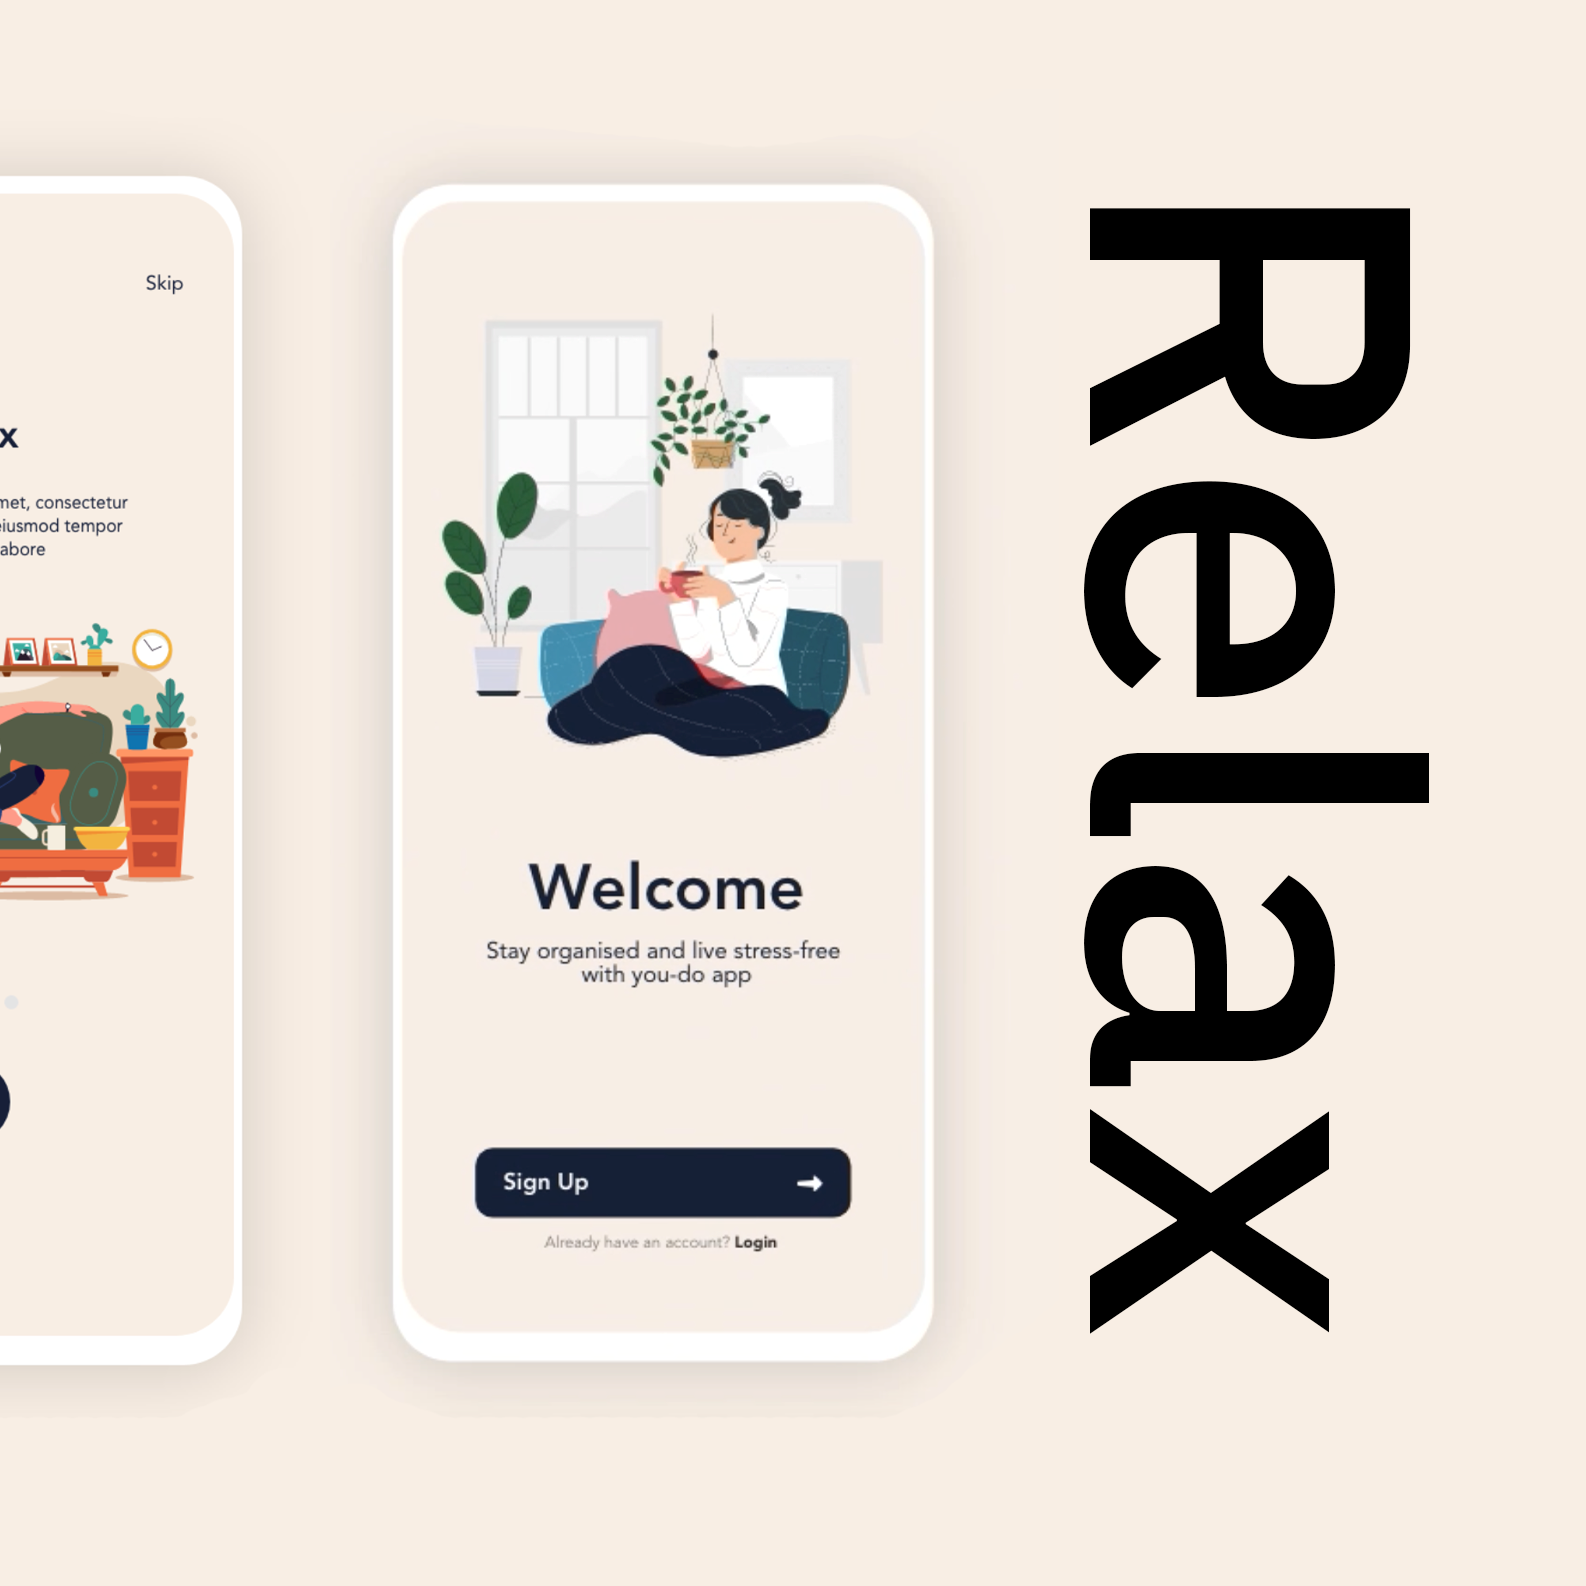 Skip
x
met, consectetur
eiusmod tempor
abore
Welcome
Stay organised and live stress-free
with you-do app
Sign Up
Already have an account? Login
Relax